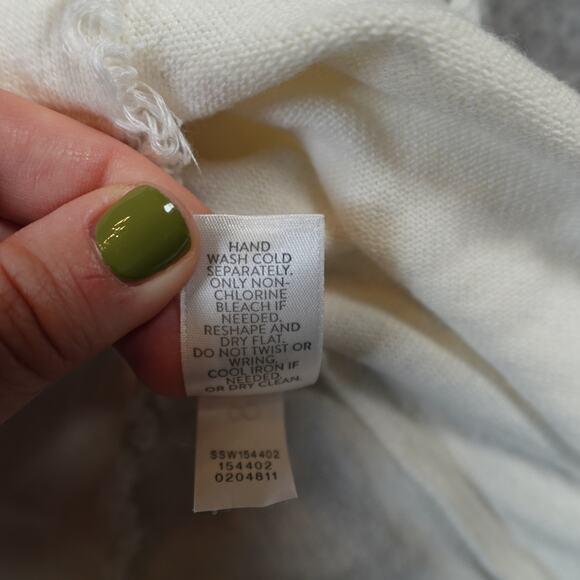 HAND
WASH COLD
SEPARATELY.
ONLY NON-
CHLORINE
BLEACH IF
NEEDED.
RESHAPE AND
DRY FLAT.
DO NOT TWIST OR
WRING.
COOL IRON IF
NEEDED.
OR DRY CLEAN.
SSW154402
154402
0204811